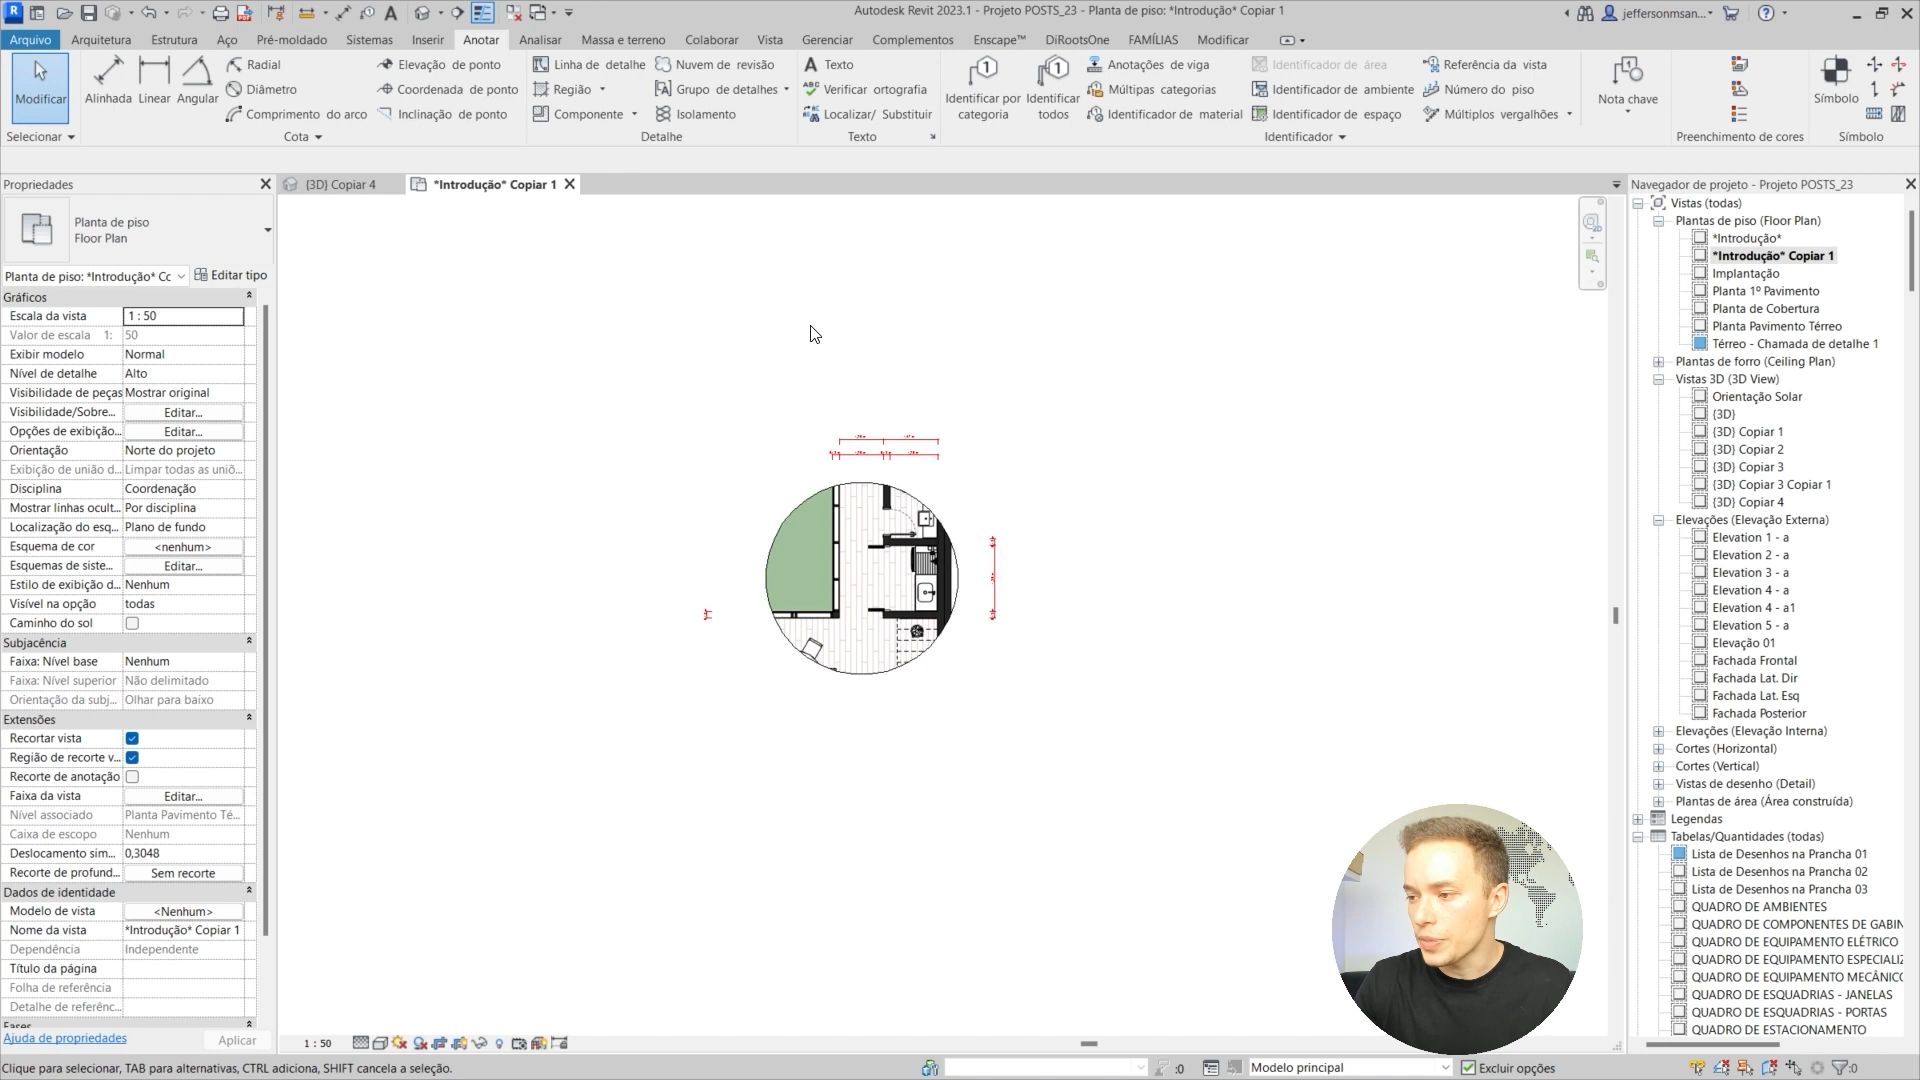 Autodesk Revit 2023.1 - Projeto POSTS_23 - Planta de piso: *Introdução* Copiar 1
jeffersonmsan...
Arquivo Arquitetura Estrutura Aço Pré-moldado Sistemas Inserir Anotar Analisar Massa e terreno Colaborar Vista Gerenciar Complementos Enscape™ DiRootsOne FAMÍLIAS Modificar
Modificar
Selecionar
Alinhada Linear Angular
Radial
Diâmetro
Comprimento do arco
Elevação de ponto
Coordenada de ponto
Inclinação de ponto
Cota
Linha de detalhe
Região
Componente
Nuvem de revisão
Grupo de detalhes
Isolamento
Detalhe
A Texto
ABC Verificar ortografia
Localizar/ Substituir
Texto
Identificar por categoria
Identificar todos
Anotações de viga
Múltipas categorias
Identificador de material
Identificador de área
Identificador de ambiente
Identificador de espaço
Referência da vista
Número do piso
Múltiplos vergalhões
Identificador
Nota chave
Preenchimento de cores
Símbolo
Símbolo
Propriedades
{3D} Copiar 4
*Introdução* Copiar 1
Planta de piso
Floor Plan
Planta de piso: *Introdução* Cc
Editar tipo
Gráficos
Escala da vista 1 : 50
Valor de escala 1: 50
Exibir modelo Normal
Nível de detalhe Alto
Visibilidade de peças Mostrar original
Visibilidade/Sobre... Editar...
Opções de exibição... Editar...
Orientação Norte do projeto
Exibição de união d... Limpar todas as uniõ...
Disciplina Coordenação
Mostrar linhas ocult... Por disciplina
Localização do esq... Plano de fundo
Esquema de cor <nenhum>
Esquemas de siste... Editar...
Estilo de exibição d... Nenhum
Visível na opção todas
Caminho do sol
Subjacência
Faixa: Nível base Nenhum
Faixa: Nível superior Não delimitado
Orientação da subj... Olhar para baixo
Extensões
Recortar vista
Região de recorte v...
Recorte de anotação
Faixa da vista Editar...
Nível associado Planta Pavimento Té...
Caixa de escopo Nenhum
Deslocamento sim... 0,3048
Recorte de profund... Sem recorte
Dados de identidade
Modelo de vista <Nenhum>
Nome da vista *Introdução* Copiar 1
Dependência Independente
Título da página
Folha de referência
Detalhe de referênc...
Fases
Ajuda de propriedades
Aplicar
1 : 50
Navegador de projeto - Projeto POSTS_23
Vistas (todas)
Plantas de piso (Floor Plan)
*Introdução*
*Introdução* Copiar 1
Implantação
Planta 1º Pavimento
Planta de Cobertura
Planta Pavimento Térreo
Térreo - Chamada de detalhe 1
Plantas de forro (Ceiling Plan)
Vistas 3D (3D View)
Orientação Solar
{3D}
{3D} Copiar 1
{3D} Copiar 2
{3D} Copiar 3
{3D} Copiar 3 Copiar 1
{3D} Copiar 4
Elevações (Elevação Externa)
Elevation 1 - a
Elevation 2 - a
Elevation 3 - a
Elevation 4 - a
Elevation 4 - a1
Elevation 5 - a
Elevação 01
Fachada Frontal
Fachada Lat. Dir
Fachada Lat. Esq
Fachada Posterior
Elevações (Elevação Interna)
Cortes (Horizontal)
Cortes (Vertical)
Vistas de desenho (Detail)
Plantas de área (Área construída)
Legendas
Tabelas/Quantidades (todas)
Lista de Desenhos na Prancha 01
Lista de Desenhos na Prancha 02
Lista de Desenhos na Prancha 03
QUADRO DE AMBIENTES
QUADRO DE COMPONENTES DE GABIN
QUADRO DE EQUIPAMENTO ELÉTRICO
QUADRO DE EQUIPAMENTO ESPECIALIZ
QUADRO DE EQUIPAMENTO MECÂNICO
QUADRO DE ESQUADRIAS - JANELAS
QUADRO DE ESQUADRIAS - PORTAS
QUADRO DE ESTACIONAMENTO
Clique para selecionar, TAB para alternativas, CTRL adiciona, SHIFT cancela a seleção.
:0
Modelo principal
Excluir opções
:0